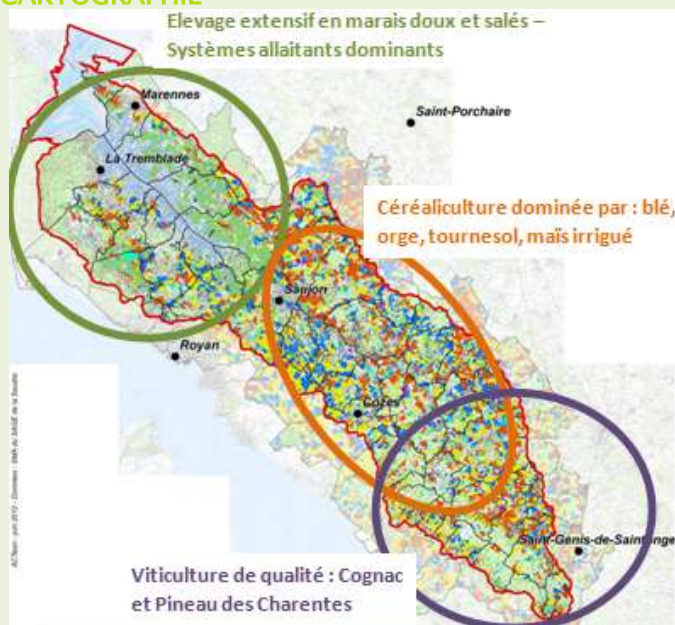 CARTOGRAPHIE
Elevage extensif en marais doux et salés –
Systèmes allaitants dominants
Marennes
Saint-Porchaire
La Tremblade
Céréaliculture dominée par : blé,
orge, tournesol, maïs irrigué
Saujon
Royan
Cozes
Saint-Genis-de-Saintonge
Viticulture de qualité : Cognac
et Pineau des Charentes